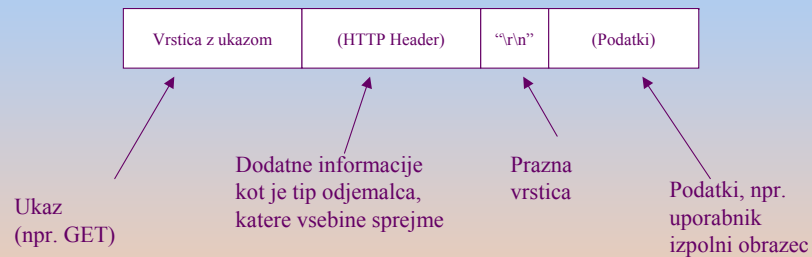 Vrstica z ukazom
(HTTP Header)
“\r\n”
(Podatki)
Ukaz
(npr. GET)
Dodatne informacije
kot je tip odjemalca,
katere vsebine sprejme
Prazna
vrstica
Podatki, npr.
uporabnik
izpolni obrazec